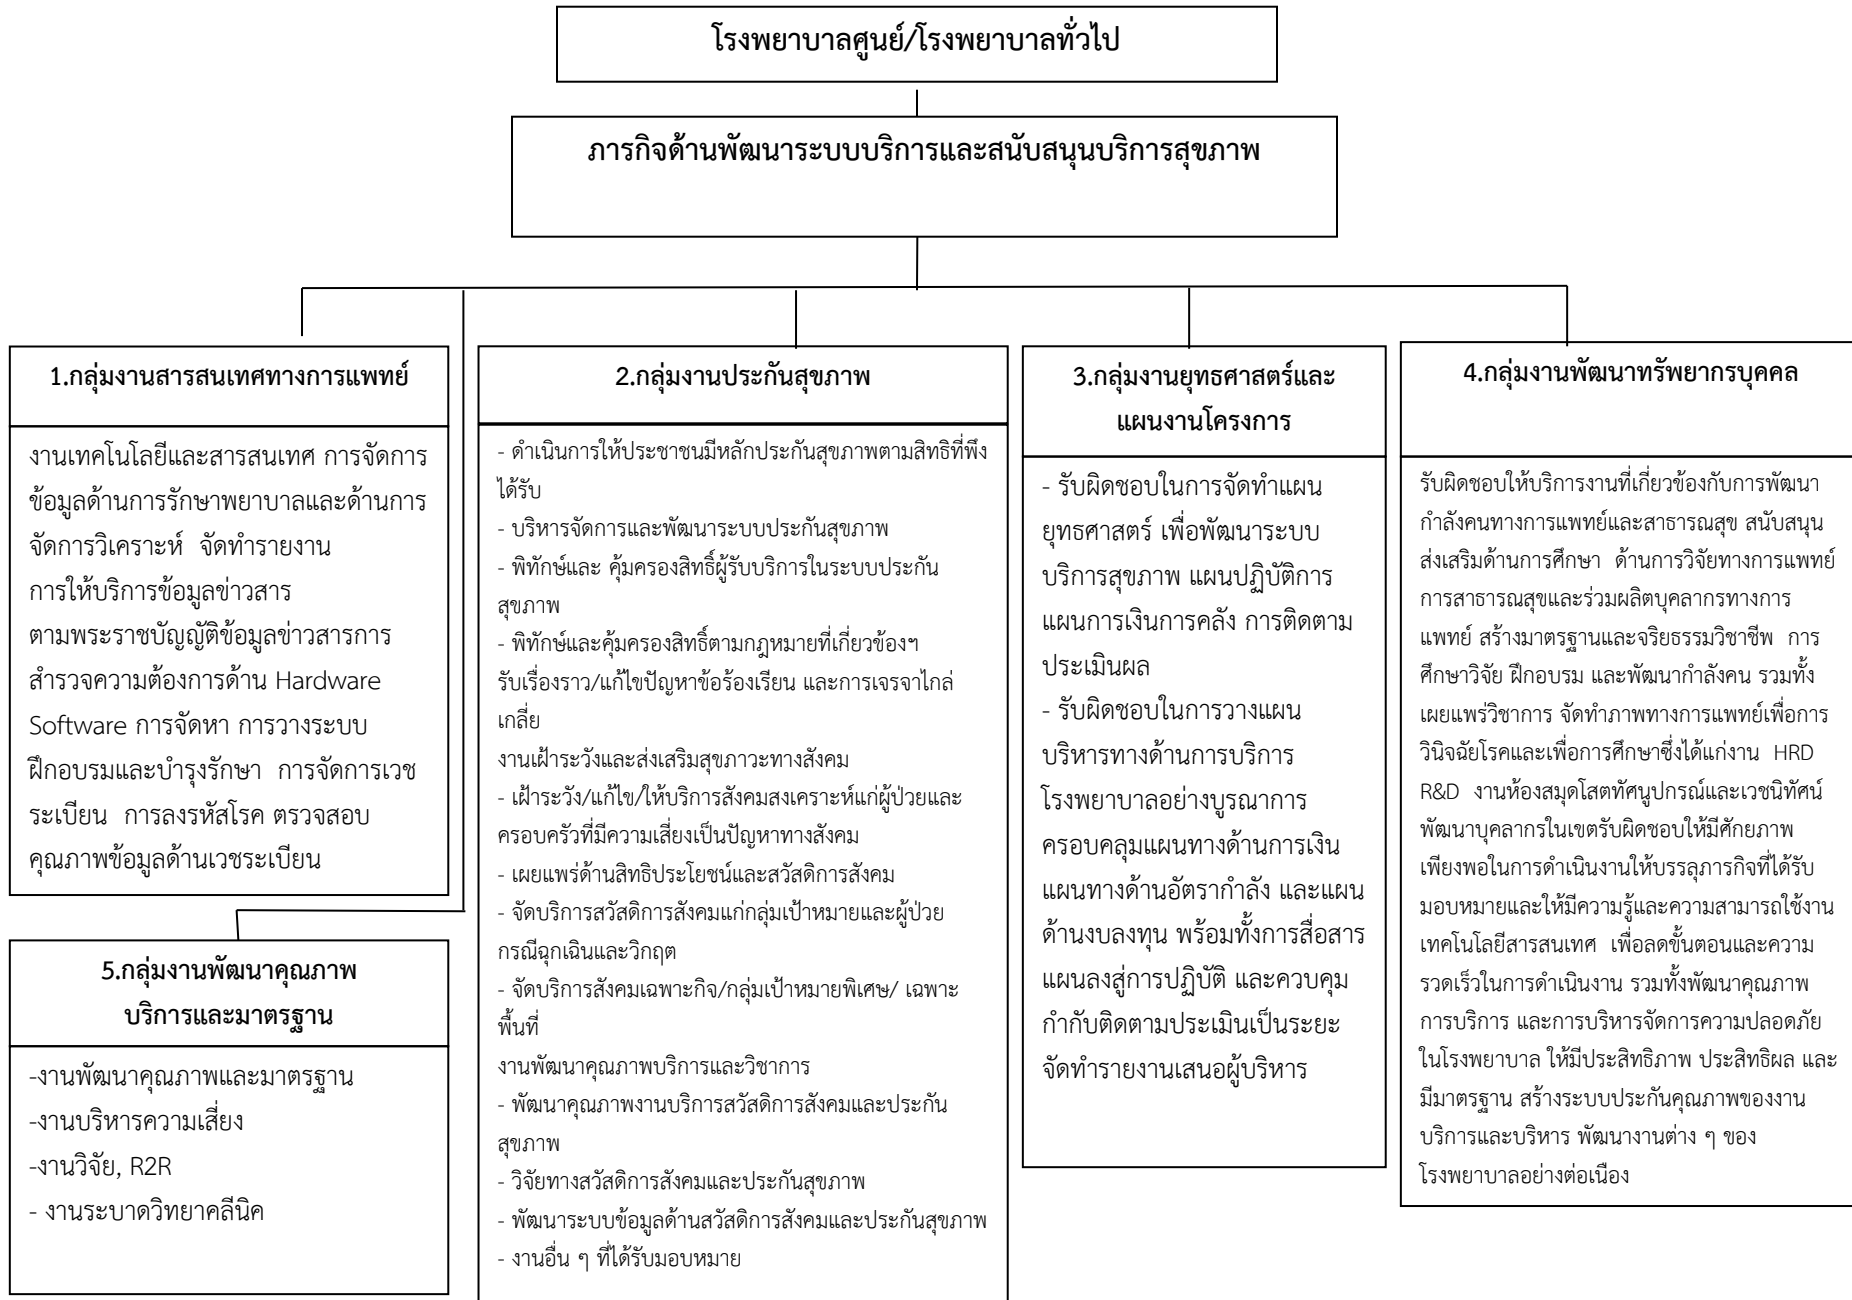 โรงพยาบาลศูนย์/โรงพยาบาลทั่วไป
ภารกิจด้านพัฒนาระบบบริการและสนับสนุนบริการสุขภาพ
1.กลุ่มงานสารสนเทศทางการแพทย์
งานเทคโนโลยีและสารสนเทศ การจัดการ
ข้อมูลด้านการรักษาพยาบาลและด้านการ
จัดการวิเคราะห์  จัดทำรายงาน
การให้บริการข้อมูลข่าวสาร
ตามพระราชบัญญัติข้อมูลข่าวสารการ
สำรวจความต้องการด้าน Hardware
Software การจัดหา การวางระบบ
ฝึกอบรมและบำรุงรักษา  การจัดการเวช
ระเบียน  การลงรหัสโรค ตรวจสอบ
คุณภาพข้อมูลด้านเวชระเบียน
2.กลุ่มงานประกันสุขภาพ
- ดำเนินการให้ประชาชนมีหลักประกันสุขภาพตามสิทธิที่พึง
ได้รับ
- บริหารจัดการและพัฒนาระบบประกันสุขภาพ
- พิทักษ์และ คุ้มครองสิทธิ์ผู้รับบริการในระบบประกัน
สุขภาพ
- พิทักษ์และคุ้มครองสิทธิ์ตามกฎหมายที่เกี่ยวข้องฯ
รับเรื่องราว/แก้ไขปัญหาข้อร้องเรียน และการเจรจาไกล่
เกลี่ย
งานเฝ้าระวังและส่งเสริมสุขภาวะทางสังคม
- เฝ้าระวัง/แก้ไข/ให้บริการสังคมสงเคราะห์แก่ผู้ป่วยและ
ครอบครัวที่มีความเสี่ยงเป็นปัญหาทางสังคม
- เผยแพร่ด้านสิทธิประโยชน์และสวัสดิการสังคม
- จัดบริการสวัสดิการสังคมแก่กลุ่มเป้าหมายและผู้ป่วย
กรณีฉุกเฉินและวิกฤต
- จัดบริการสังคมเฉพาะกิจ/กลุ่มเป้าหมายพิเศษ/ เฉพาะ
พื้นที่
งานพัฒนาคุณภาพบริการและวิชาการ
- พัฒนาคุณภาพงานบริการสวัสดิการสังคมและประกัน
สุขภาพ
- วิจัยทางสวัสดิการสังคมและประกันสุขภาพ
- พัฒนาระบบข้อมูลด้านสวัสดิการสังคมและประกันสุขภาพ
- งานอื่น ๆ ที่ได้รับมอบหมาย
3.กลุ่มงานยุทธศาสตร์และ
แผนงานโครงการ
- รับผิดชอบในการจัดทำแผน
ยุทธศาสตร์ เพื่อพัฒนาระบบ
บริการสุขภาพ แผนปฏิบัติการ
แผนการเงินการคลัง การติดตาม
ประเมินผล
- รับผิดชอบในการวางแผน
บริหารทางด้านการบริการ
โรงพยาบาลอย่างบูรณาการ
ครอบคลุมแผนทางด้านการเงิน
แผนทางด้านอัตรากำลัง และแผน
ด้านงบลงทุน พร้อมทั้งการสื่อสาร
แผนลงสู่การปฏิบัติ และควบคุม
กำกับติดตามประเมินเป็นระยะ
จัดทำรายงานเสนอผู้บริหาร
4.กลุ่มงานพัฒนาทรัพยากรบุคคล
รับผิดชอบให้บริการงานที่เกี่ยวข้องกับการพัฒนา
กำลังคนทางการแพทย์และสาธารณสุข สนับสนุน
ส่งเสริมด้านการศึกษา  ด้านการวิจัยทางการแพทย์
การสาธารณสุขและร่วมผลิตบุคลากรทางการ
แพทย์ สร้างมาตรฐานและจริยธรรมวิชาชีพ  การ
ศึกษาวิจัย ฝึกอบรม และพัฒนากำลังคน รวมทั้ง
เผยแพร่วิชาการ จัดทำภาพทางการแพทย์เพื่อการ
วินิจฉัยโรคและเพื่อการศึกษาซึ่งได้แก่งาน  HRD
R&D  งานห้องสมุดโสตทัศนูปกรณ์และเวชนิทัศน์
พัฒนาบุคลากรในเขตรับผิดชอบให้มีศักยภาพ
เพียงพอในการดำเนินงานให้บรรลุภารกิจที่ได้รับ
มอบหมายและให้มีความรู้และความสามารถใช้งาน
เทคโนโลยีสารสนเทศ  เพื่อลดขั้นตอนและความ
รวดเร็วในการดำเนินงาน รวมทั้งพัฒนาคุณภาพ
การบริการ และการบริหารจัดการความปลอดภัย
ในโรงพยาบาล ให้มีประสิทธิภาพ ประสิทธิผล และ
มีมาตรฐาน สร้างระบบประกันคุณภาพของงาน
บริการและบริหาร พัฒนางานต่าง ๆ ของ
โรงพยาบาลอย่างต่อเนือง
5.กลุ่มงานพัฒนาคุณภาพ
บริการและมาตรฐาน
-งานพัฒนาคุณภาพและมาตรฐาน
-งานบริหารความเสี่ยง
-งานวิจัย, R2R
- งานระบาดวิทยาคลีนิค